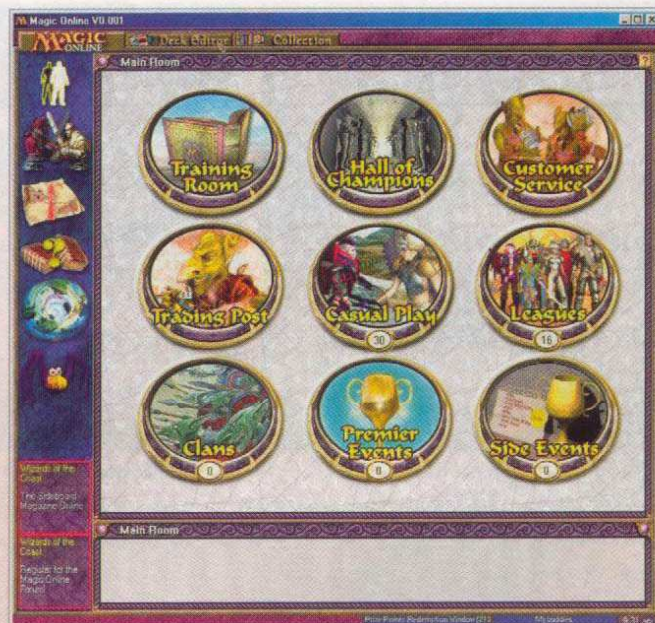 Magic Online V0.001
MAGIC
ONLINE
Deck Editor
Collection
Main Room
?
Training
Room
Hall of
Champions
Customer
Service
Trading Post
Casual Play
30
Leagues
16
Clans
0
Premier
Events
0
Side Events
0
Wizards of the
Coast
The Sideboard
Magazine Online
Wizards of the
Coast
Register for the
Magic Online
Forum!
Main Room